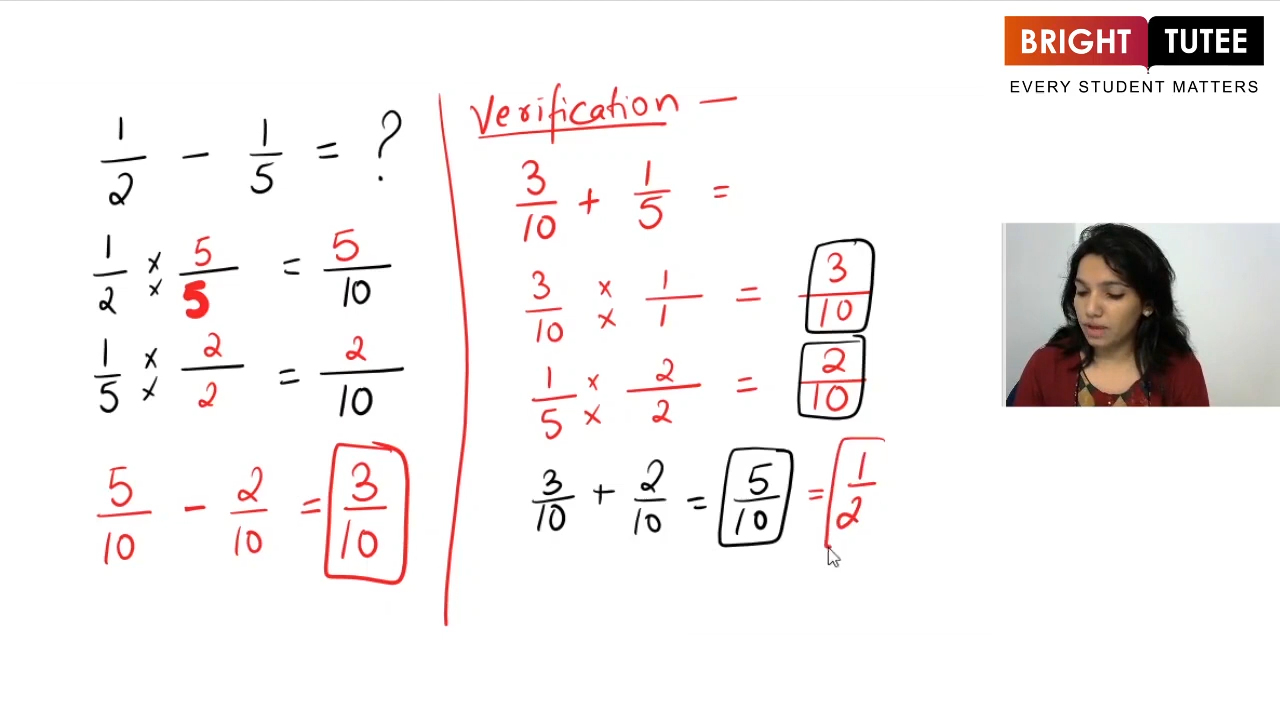 BRIGHT TUTEE
EVERY STUDENT MATTERS
1/2 - 1/5 = ?
1/2 × 5/5 = 5/10
1/5 × 2/2 = 2/10
5/10 - 2/10 = 3/10
Verification —
3/10 + 1/5 =
3/10 × 1/1 = 3/10
1/5 × 2/2 = 2/10
3/10 + 2/10 = 5/10 = 1/2